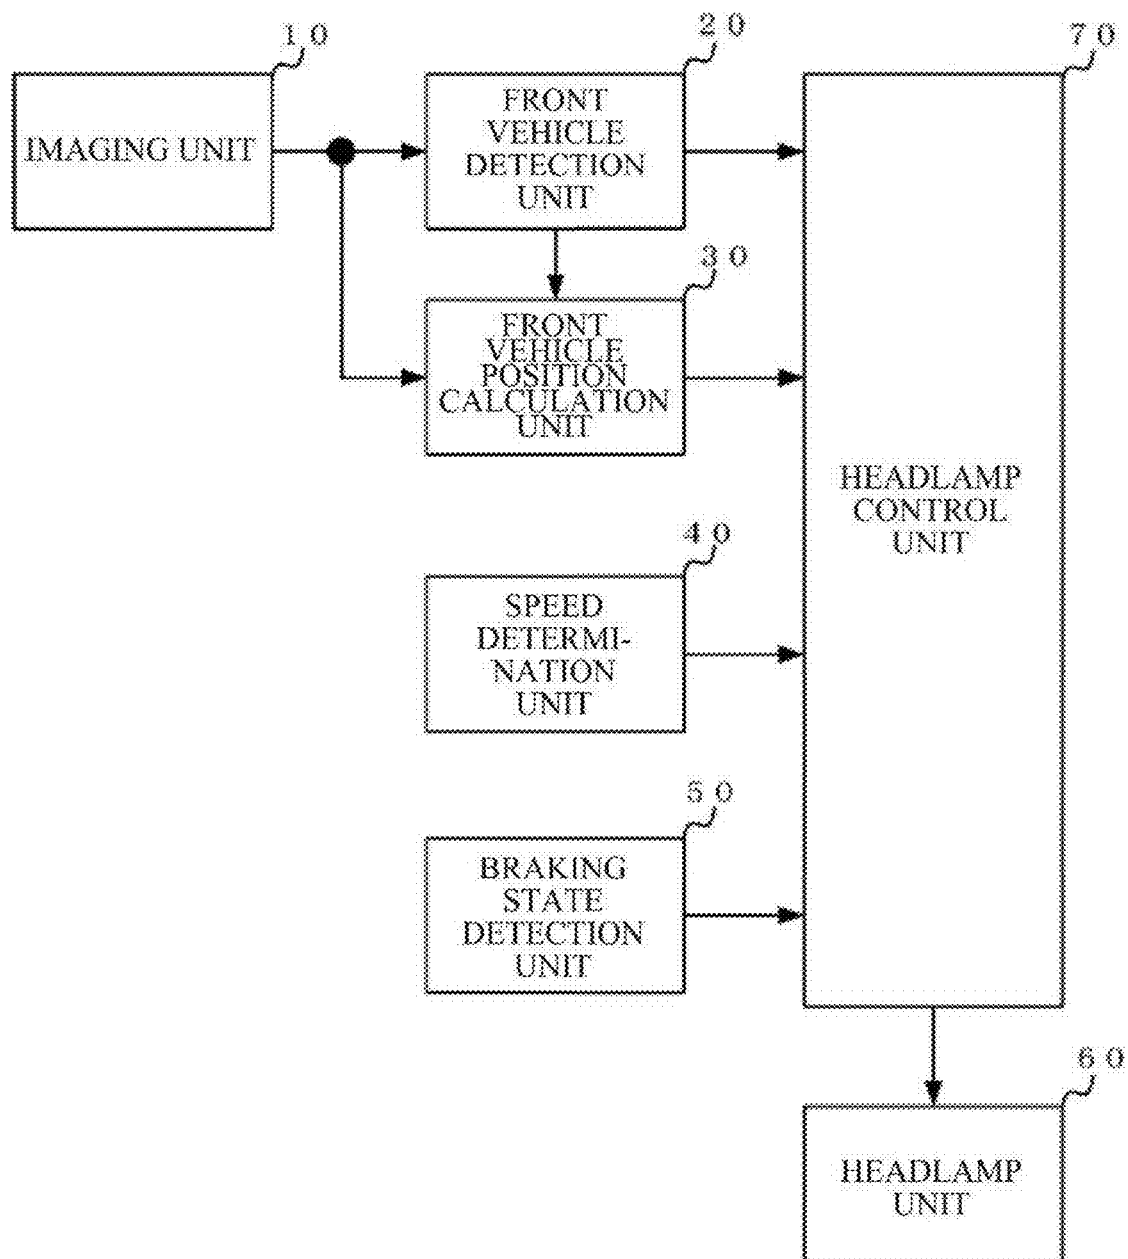 10
IMAGING UNIT
20
FRONT
VEHICLE
DETECTION
UNIT
30
FRONT
VEHICLE
POSITION
CALCULATION
UNIT
40
SPEED
DETERMI-
NATION
UNIT
50
BRAKING
STATE
DETECTION
UNIT
70
HEADLAMP
CONTROL
UNIT
60
HEADLAMP
UNIT